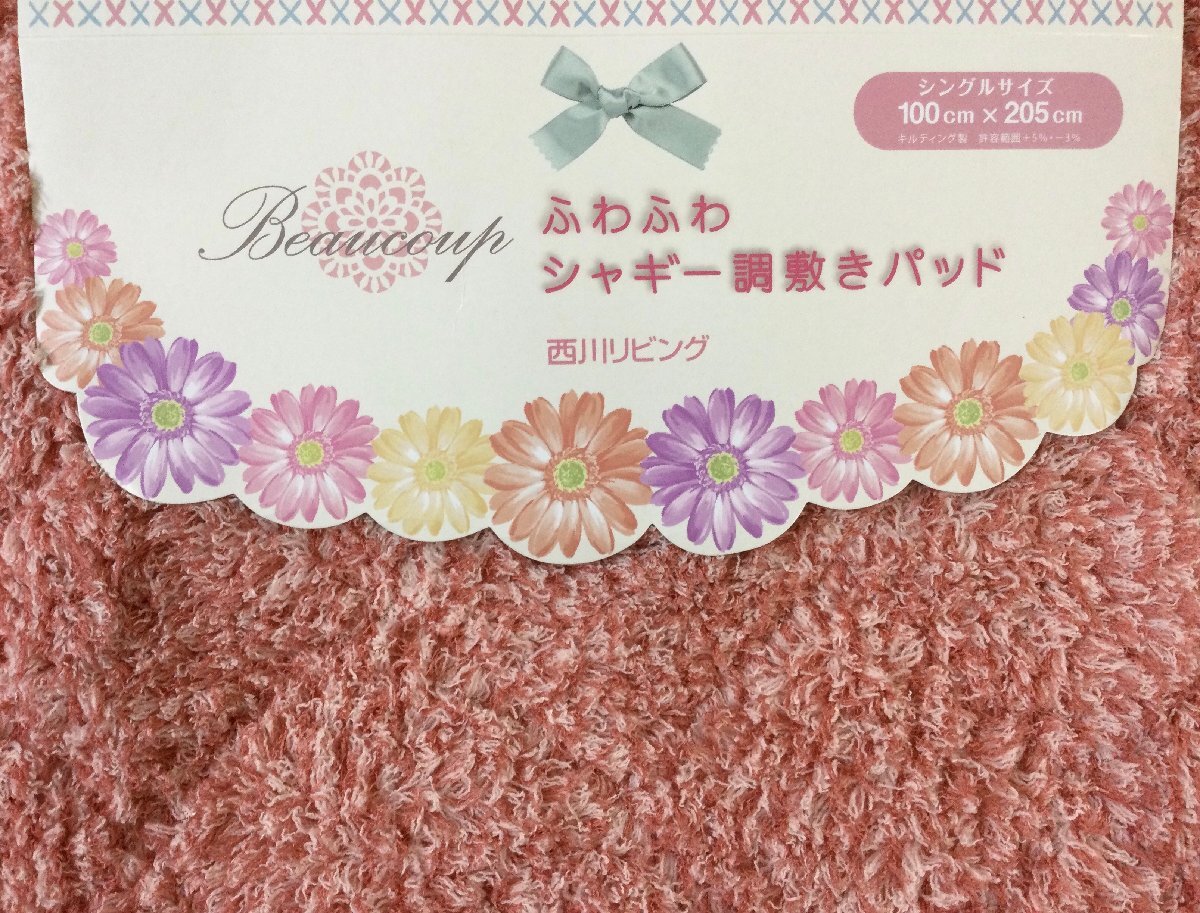 シングルサイズ
100cm×205cm
キルティング製 許容範囲+5%・−3%
Beaucoup
ふわふわ
シャギー調敷きパッド
西川リビング